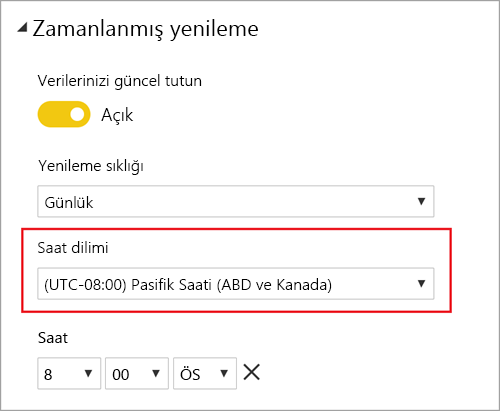 Zamanlanmış yenileme
Verilerinizi güncel tutun
Açık
Yenileme sıklığı
Günlük
Saat dilimi
(UTC-08:00) Pasifik Saati (ABD ve Kanada)
Saat
8 00 ÖS